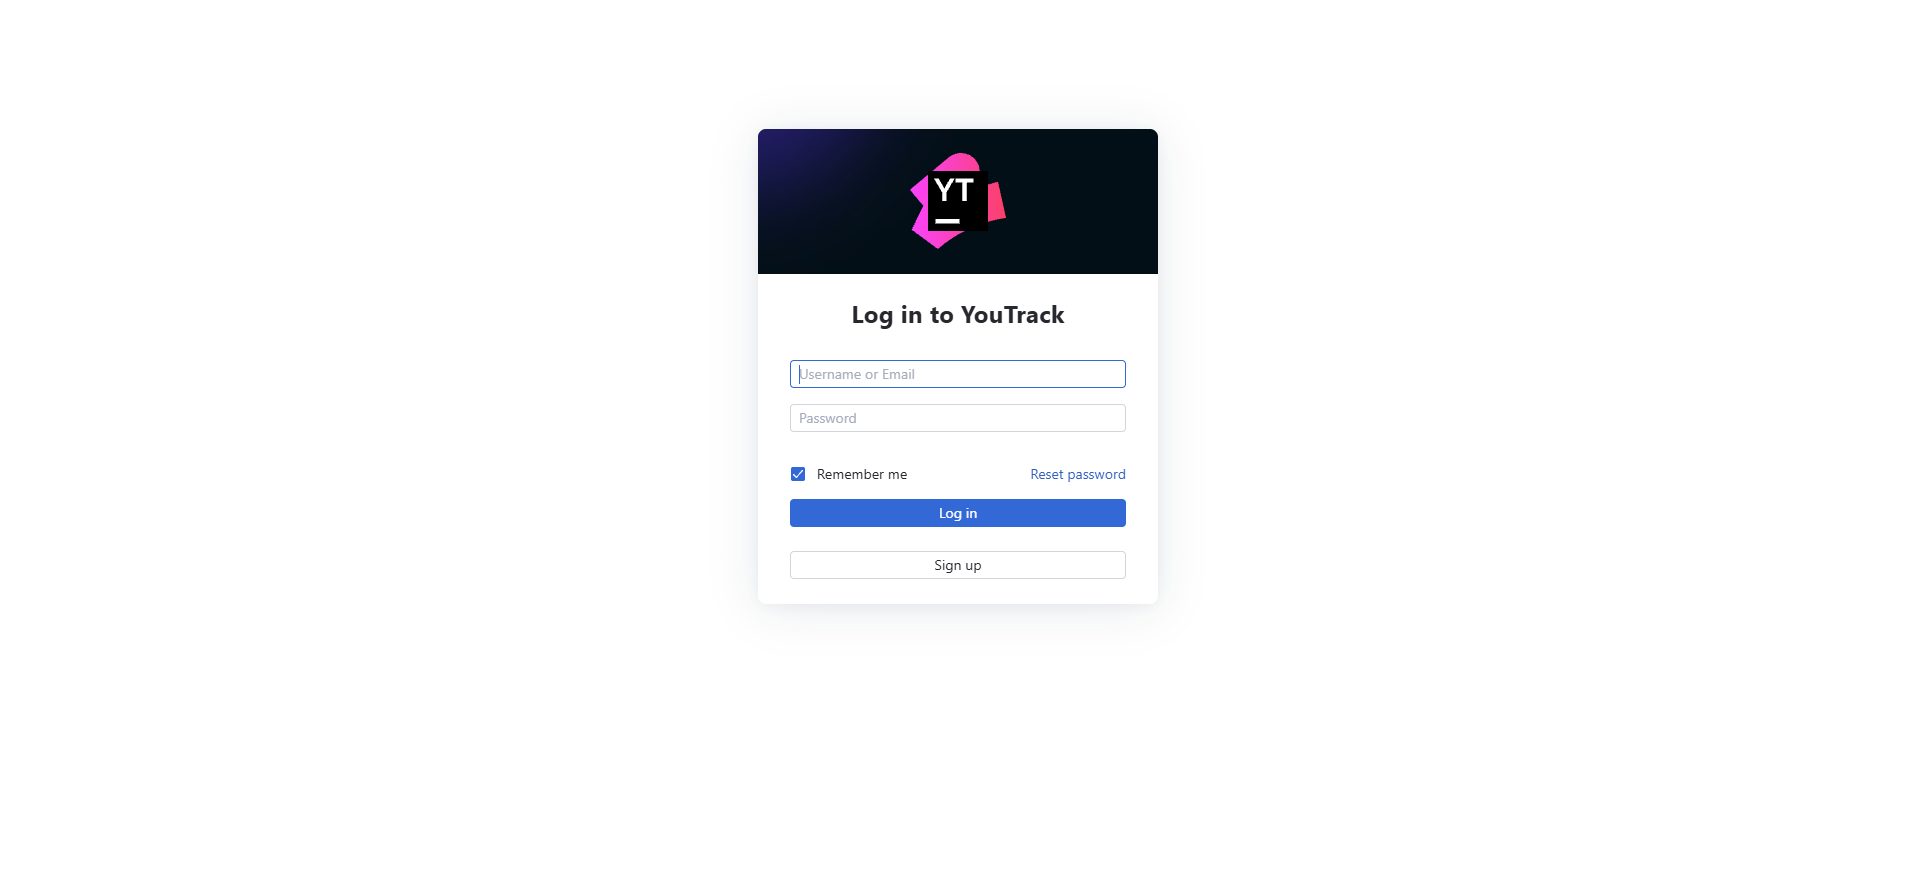 YT
Log in to YouTrack
Username or Email
Password
Remember me
Reset password
Log in
Sign up